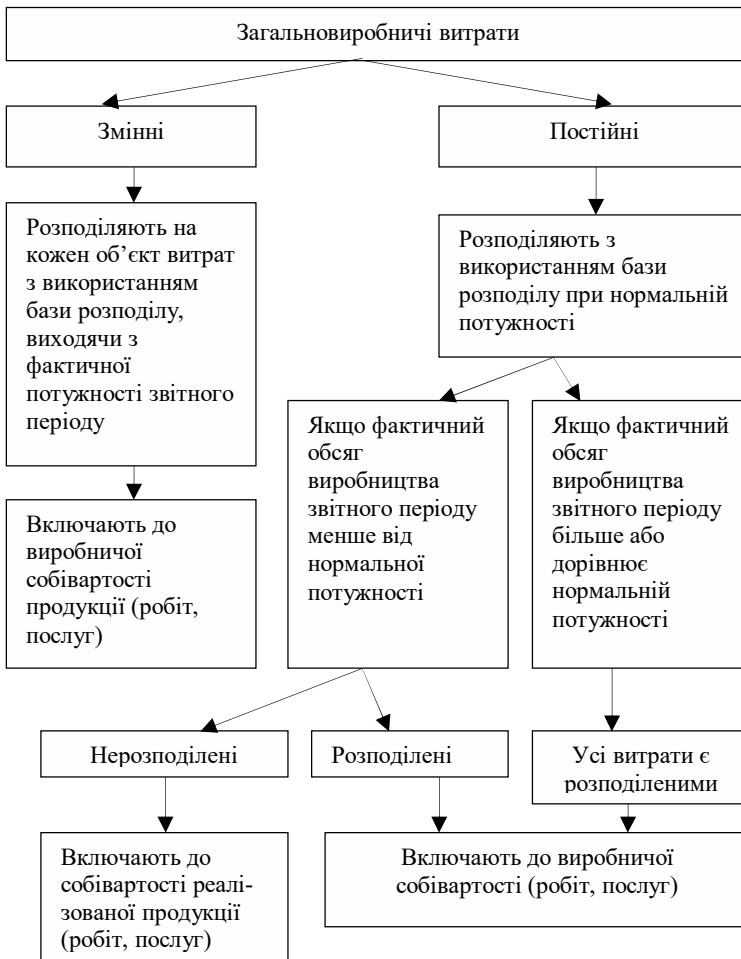 Загальновиробничі витрати
Змінні
Постійні
Розподіляють на
кожен об’єкт витрат
з використанням
бази розподілу,
виходячи з
фактичної
потужності звітного
періоду
Розподіляють з
використанням бази
розподілу при нормальній
потужності
Якщо фактичний
обсяг
виробництва
звітного періоду
менше від
нормальної
потужності
Якщо фактичний
обсяг
виробництва
звітного періоду
більше або
дорівнює
нормальній
потужності
Включають до
виробничої
собівартості
продукції (робіт,
послуг)
Нерозподілені
Розподілені
Усі витрати є
розподіленими
Включають до
собівартості реалі-
зованої продукції
(робіт, послуг)
Включають до виробничої
собівартості (робіт, послуг)